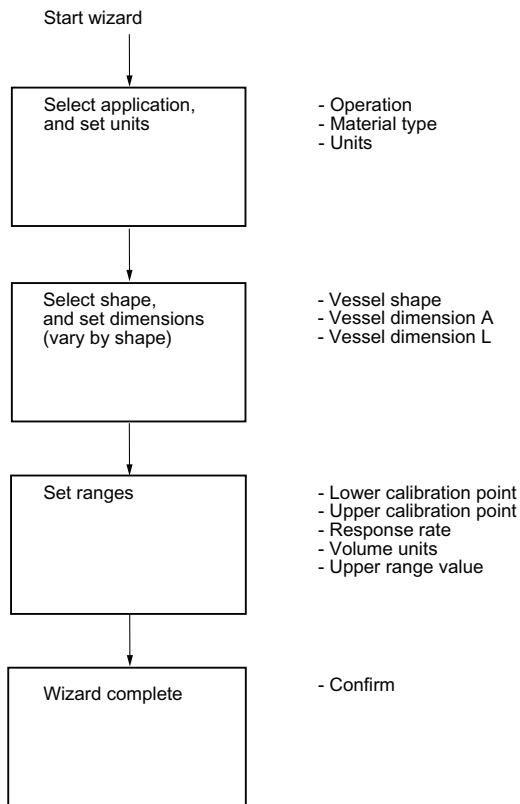 Start wizard
Select application,
and set units
- Operation
- Material type
- Units
Select shape,
and set dimensions
(vary by shape)
- Vessel shape
- Vessel dimension A
- Vessel dimension L
Set ranges
- Lower calibration point
- Upper calibration point
- Response rate
- Volume units
- Upper range value
Wizard complete
- Confirm